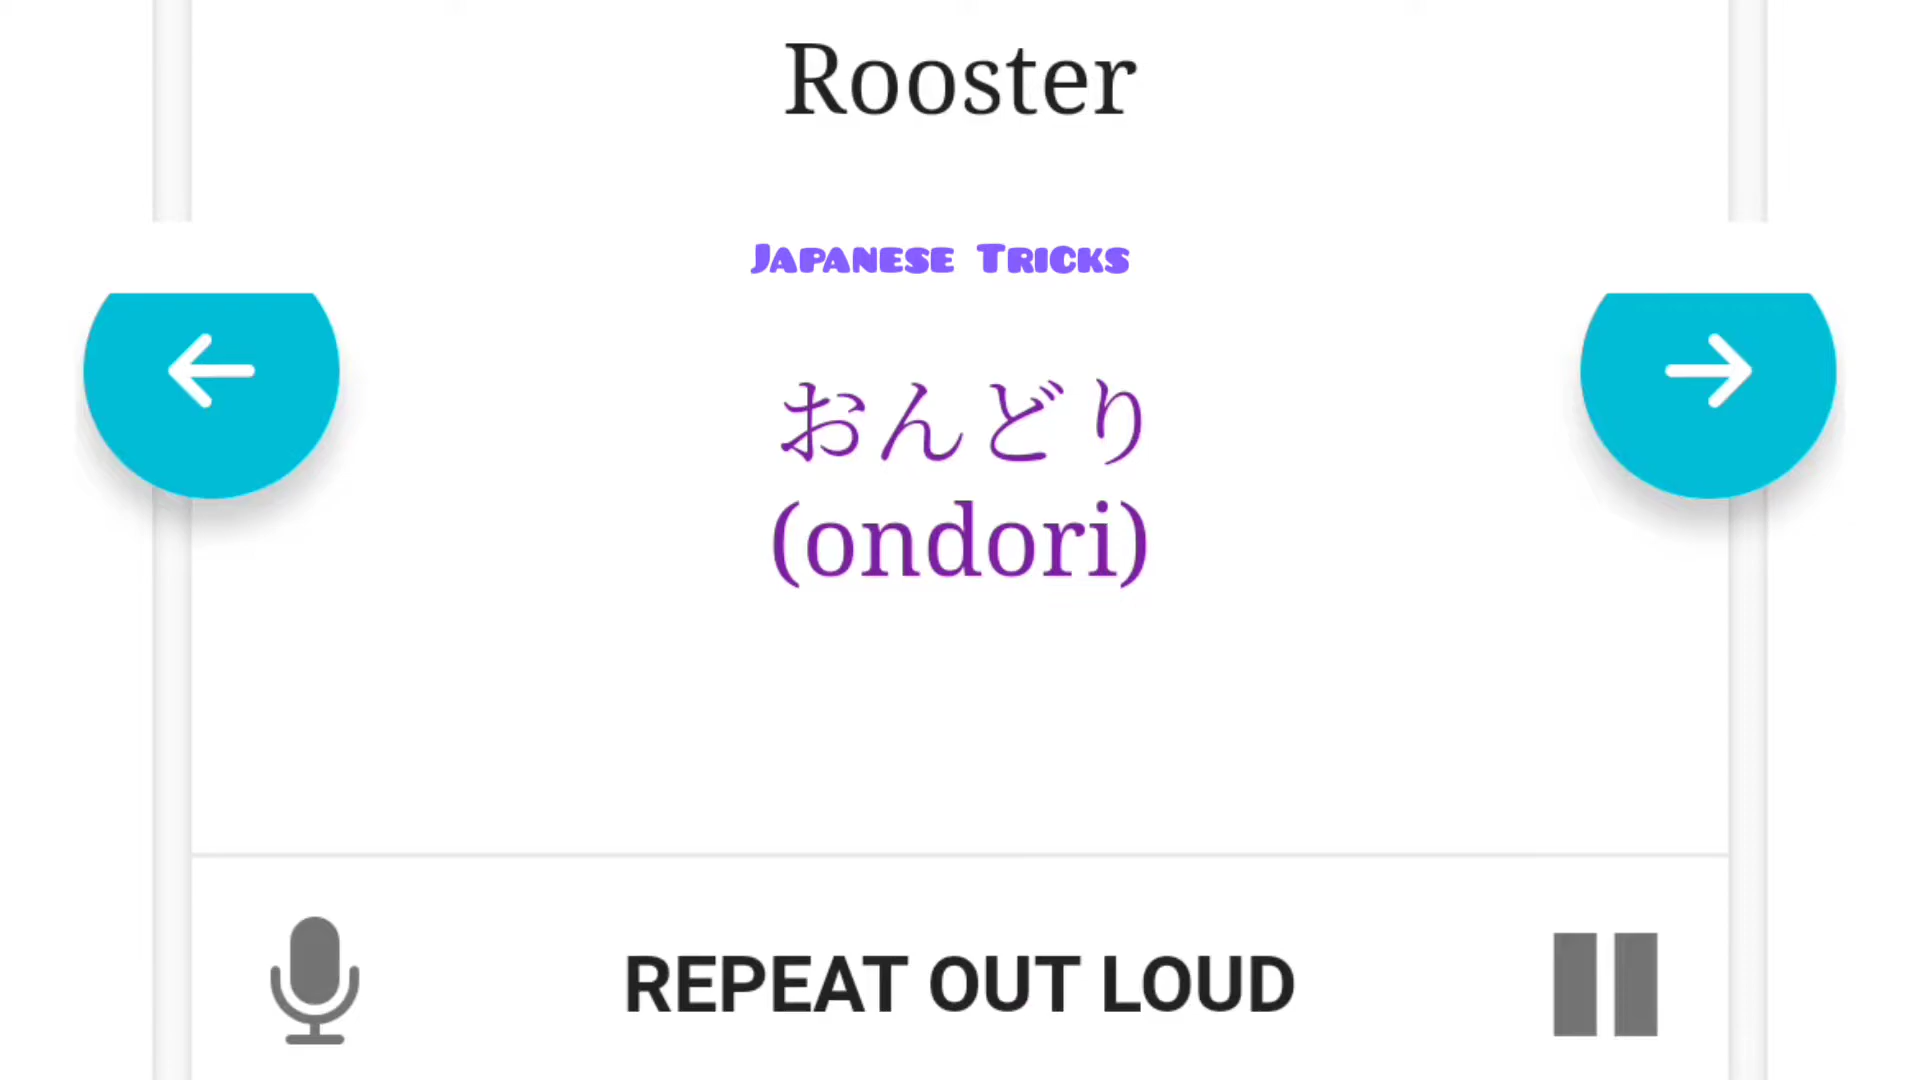 Rooster
Japanese Tricks
おんどり
(ondori)
REPEAT OUT LOUD